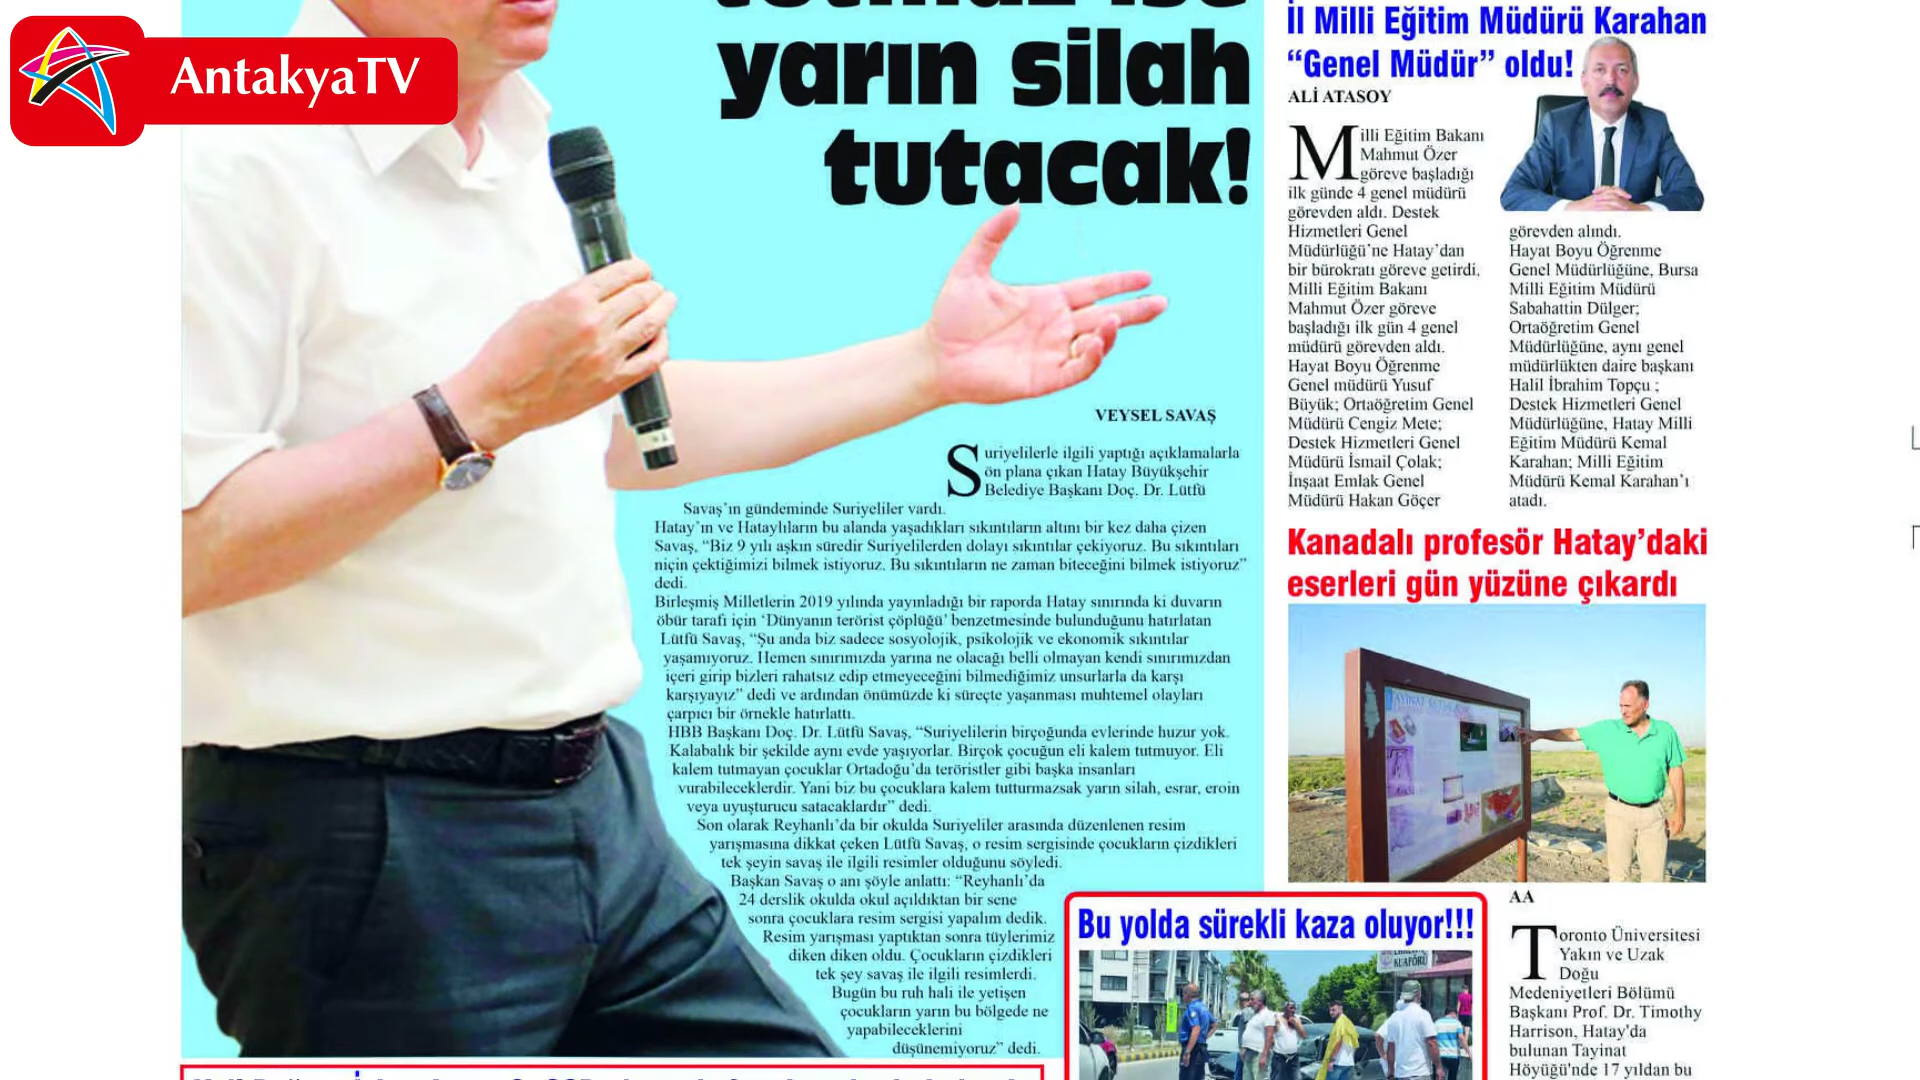 AntakyaTV
yarın silah
tutacak!
VEYSEL SAVAŞ
Suriyelilerle ilgili yaptığı açıklamalarla
ön plana çıkan Hatay Büyükşehir
Belediye Başkanı Doç. Dr. Lütfü
Savaş’ın gündeminde Suriyeliler vardı.
Hatay’ın ve Hataylıların bu alanda yaşadıkları sıkıntıların altını bir kez daha çizen
Savaş, “Biz 9 yılı aşkın süredir Suriyelilerden dolayı sıkıntılar çekiyoruz. Bu sıkıntıları
niçin çektiğimizi bilmek istiyoruz. Bu sıkıntıların ne zaman biteceğini bilmek istiyoruz”
dedi.
Birleşmiş Milletlerin 2019 yılında yayınladığı bir raporda Hatay sınırında ki duvarın
öbür tarafı için ‘Dünyanın terörist çöplüğü’ benzetmesinde bulunduğunu hatırlatan
Lütfü Savaş, “Şu anda biz sadece sosyolojik, psikolojik ve ekonomik sıkıntılar
yaşamıyoruz. Hemen sınırımızda yarına ne olacağı belli olmayan kendi sınırımızdan
içeri girip bizleri rahatsız edip etmeyeceğini bilmediğimiz unsurlarla da karşı
karşıyayız” dedi ve ardından önümüzde ki süreçte yaşanması muhtemel olayları
çarpıcı bir örnekle hatırlattı.
HBB Başkanı Doç. Dr. Lütfü Savaş, “Suriyelilerin birçoğunda evlerinde huzur yok.
Kalabalık bir şekilde aynı evde yaşıyorlar. Birçok çocuğun eli kalem tutmuyor. Eli
kalem tutmayan çocuklar Ortadoğu’da teröristler gibi başka insanları
vurabileceklerdir. Yani biz bu çocuklara kalem tutturmazsak yarın silah, esrar, eroin
veya uyuşturucu satacaklardır” dedi.
Son olarak Reyhanlı’da bir okulda Suriyeliler arasında düzenlenen resim
yarışmasına dikkat çeken Lütfü Savaş, o resim sergisinde çocukların çizdikleri
tek şeyin savaş ile ilgili resimler olduğunu söyledi.
Başkan Savaş o anı şöyle anlattı: “Reyhanlı’da
24 derslik okulda okul açıldıktan bir sene
sonra çocuklara resim sergisi yapalım dedik.
Resim yarışması yaptıktan sonra tüylerimiz
diken diken oldu. Çocukların çizdikleri
tek şey savaş ile ilgili resimlerdi.
Bugün bu ruh hali ile yetişen
çocukların yarın bu bölgede ne
yapabileceklerini
düşünemiyoruz” dedi.
İl Milli Eğitim Müdürü Karahan
“Genel Müdür” oldu!
ALİ ATASOY
Milli Eğitim Bakanı
Mahmut Özer
göreve başladığı
ilk günde 4 genel müdürü
görevden aldı. Destek
Hizmetleri Genel
Müdürlüğü’ne Hatay’dan
bir bürokratı göreve getirdi.
Milli Eğitim Bakanı
Mahmut Özer göreve
başladığı ilk gün 4 genel
müdürü görevden aldı.
Hayat Boyu Öğrenme
Genel müdürü Yusuf
Büyük; Ortaöğretim Genel
Müdürü Cengiz Mete;
Destek Hizmetleri Genel
Müdürü İsmail Çolak;
İnşaat Emlak Genel
Müdürü Hakan Göçer
görevden alındı.
Hayat Boyu Öğrenme
Genel Müdürlüğüne, Bursa
Milli Eğitim Müdürü
Sabahattin Dülger;
Ortaöğretim Genel
Müdürlüğüne, aynı genel
müdürlükten daire başkanı
Halil İbrahim Topçu ;
Destek Hizmetleri Genel
Müdürlüğüne, Hatay Milli
Eğitim Müdürü Kemal
Karahan; Milli Eğitim
Müdürü Kemal Karahan’ı
atadı.
Kanadalı profesör Hatay’daki
eserleri gün yüzüne çıkardı
AA
Toronto Üniversitesi
Yakın ve Uzak
Doğu
Medeniyetleri Bölümü
Başkanı Prof. Dr. Timothy
Harrison, Hatay'da
bulunan Tayinat
Höyüğü'nde 17 yıldan bu
Bu yolda sürekli kaza oluyor!!!
KUAFÖRÜ